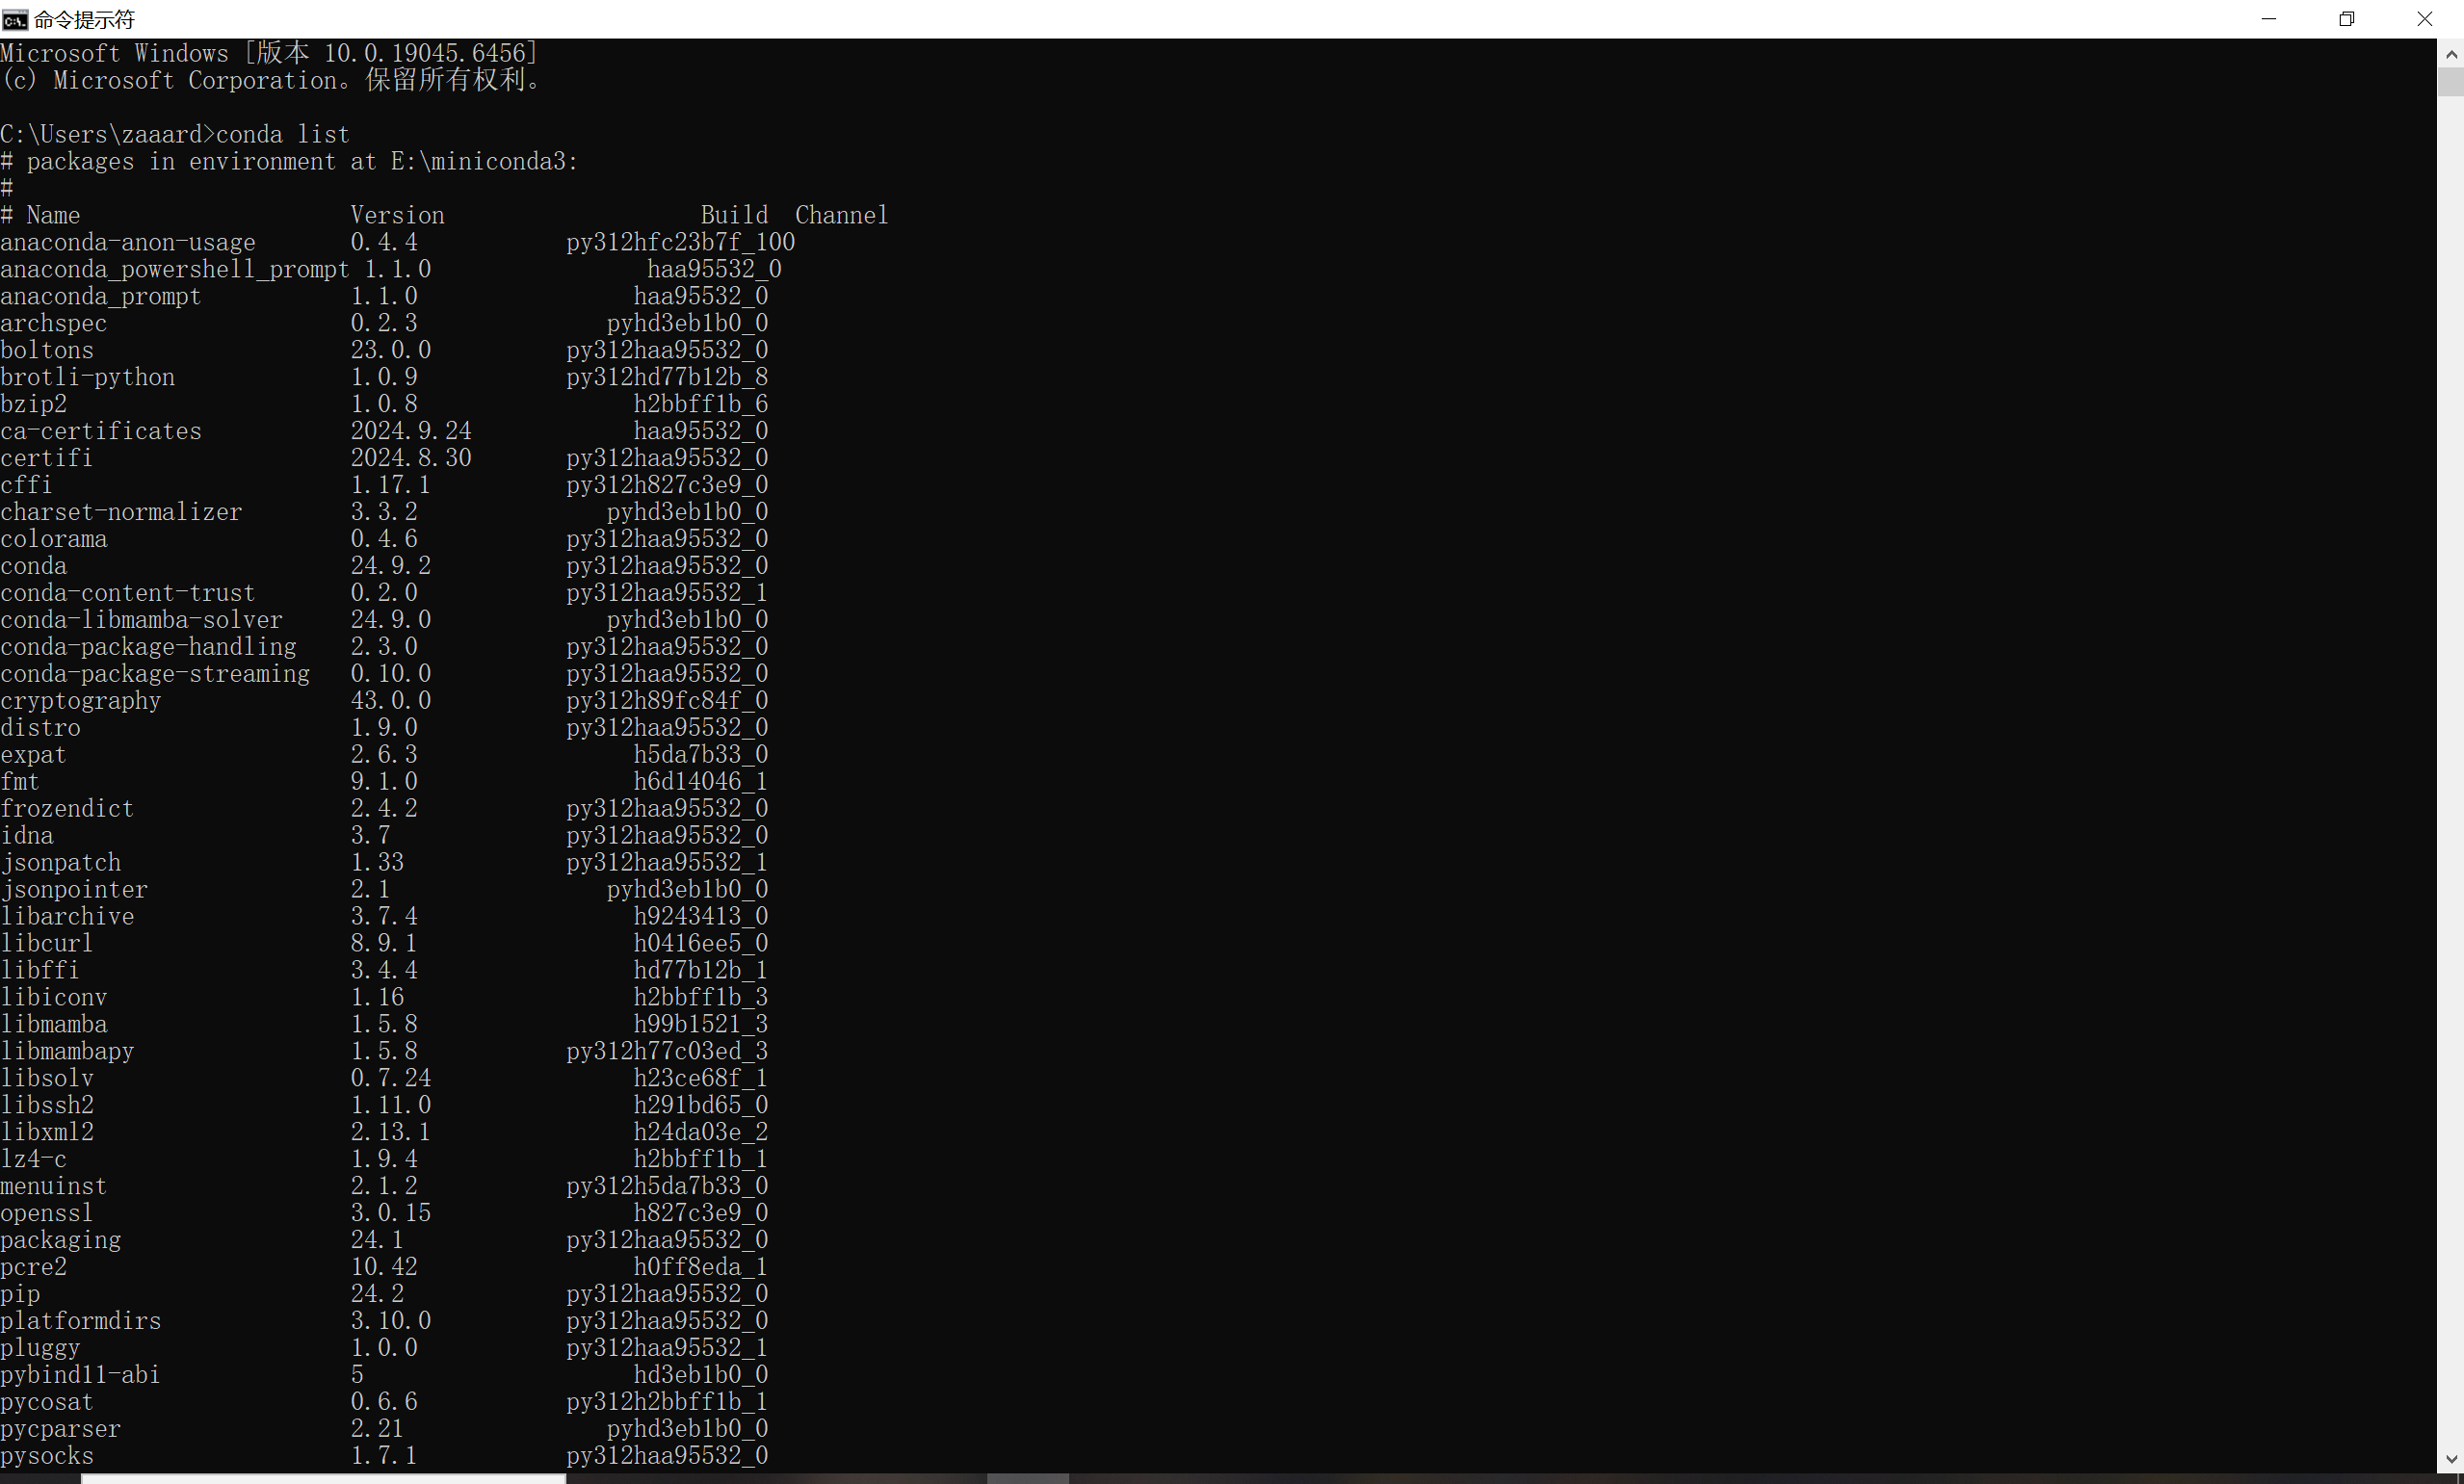 命令提示符
Microsoft Windows [版本 10.0.19045.6456]
(c) Microsoft Corporation。保留所有权利。
C:\Users\zaaard>conda list
# packages in environment at E:\miniconda3:
#
# Name                    Version                   Build  Channel
anaconda-anon-usage       0.4.4           py312hfc23b7f_100
anaconda_powershell_prompt 1.1.0                haa95532_0
anaconda_prompt           1.1.0                haa95532_0
archspec                  0.2.3              pyhd3eb1b0_0
boltons                   23.0.0          py312haa95532_0
brotli-python             1.0.9           py312hd77b12b_8
bzip2                     1.0.8                h2bbff1b_6
ca-certificates           2024.9.24            haa95532_0
certifi                   2024.8.30       py312haa95532_0
cffi                      1.17.1          py312h827c3e9_0
charset-normalizer        3.3.2              pyhd3eb1b0_0
colorama                  0.4.6           py312haa95532_0
conda                     24.9.2          py312haa95532_0
conda-content-trust       0.2.0           py312haa95532_1
conda-libmamba-solver     24.9.0             pyhd3eb1b0_0
conda-package-handling    2.3.0           py312haa95532_0
conda-package-streaming   0.10.0          py312haa95532_0
cryptography              43.0.0          py312h89fc84f_0
distro                    1.9.0           py312haa95532_0
expat                     2.6.3                h5da7b33_0
fmt                       9.1.0                h6d14046_1
frozendict                2.4.2           py312haa95532_0
idna                      3.7             py312haa95532_0
jsonpatch                 1.33            py312haa95532_1
jsonpointer               2.1                pyhd3eb1b0_0
libarchive                3.7.4                h9243413_0
libcurl                   8.9.1                h0416ee5_0
libffi                    3.4.4                hd77b12b_1
libiconv                  1.16                 h2bbff1b_3
libmamba                  1.5.8                h99b1521_3
libmambapy                1.5.8           py312h77c03ed_3
libsolv                   0.7.24               h23ce68f_1
libssh2                   1.11.0               h291bd65_0
libxml2                   2.13.1               h24da03e_2
lz4-c                     1.9.4                h2bbff1b_1
menuinst                  2.1.2           py312h5da7b33_0
openssl                   3.0.15               h827c3e9_0
packaging                 24.1            py312haa95532_0
pcre2                     10.42                h0ff8eda_1
pip                       24.2            py312haa95532_0
platformdirs              3.10.0          py312haa95532_0
pluggy                    1.0.0           py312haa95532_1
pybind11-abi              5                    hd3eb1b0_0
pycosat                   0.6.6           py312h2bbff1b_1
pycparser                 2.21               pyhd3eb1b0_0
pysocks                   1.7.1           py312haa95532_0